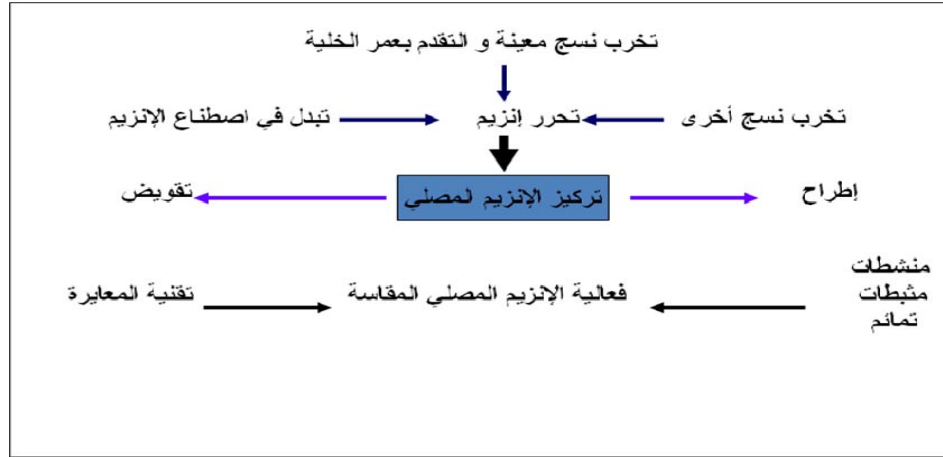 تخرب نسج معينة و التقدم بعمر الخلية
تخرب نسج أخرى
تحرر إنزيم
تبدل في اصطناع الإنزيم
إطراح
تركيز الإنزيم المصلي
تقويض
منشطات
مثبطات
تمائم
فعالية الإنزيم المصلي المقاسة
تقنية المعايرة